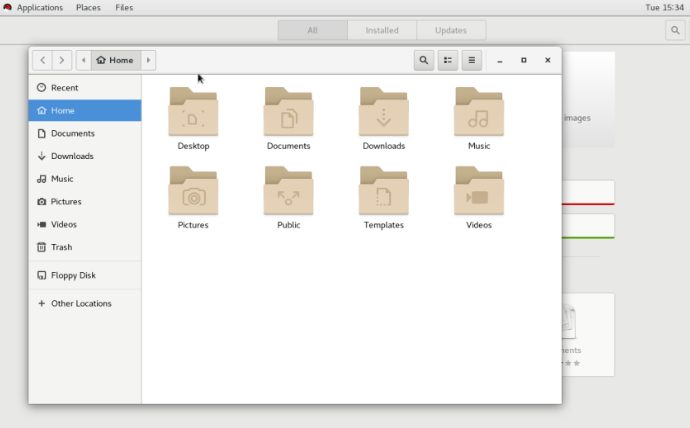 Applications Places Files Tue 15:34
All Installed Updates
Home
Recent
Home
Documents
Downloads
Music
Pictures
Videos
Trash
Floppy Disk
+ Other Locations
Desktop Documents Downloads Music
Pictures Public Templates Videos
images